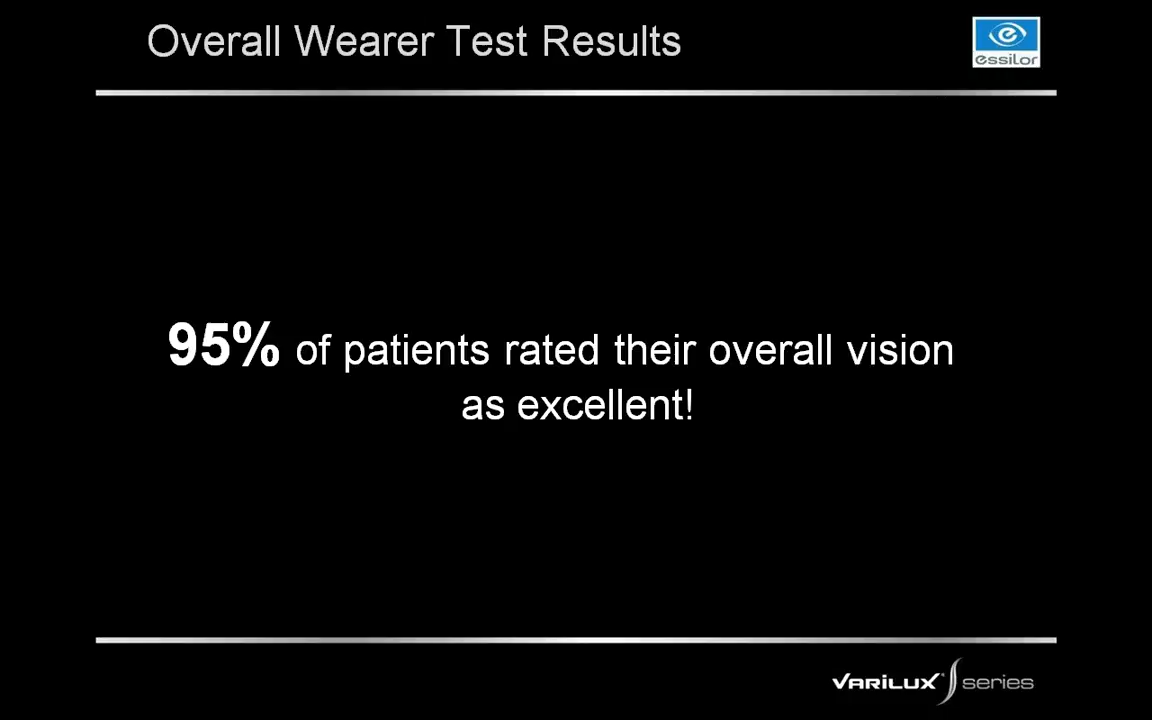 Overall Wearer Test Results
essilor
95% of patients rated their overall vision
as excellent!
VARILUX® S series